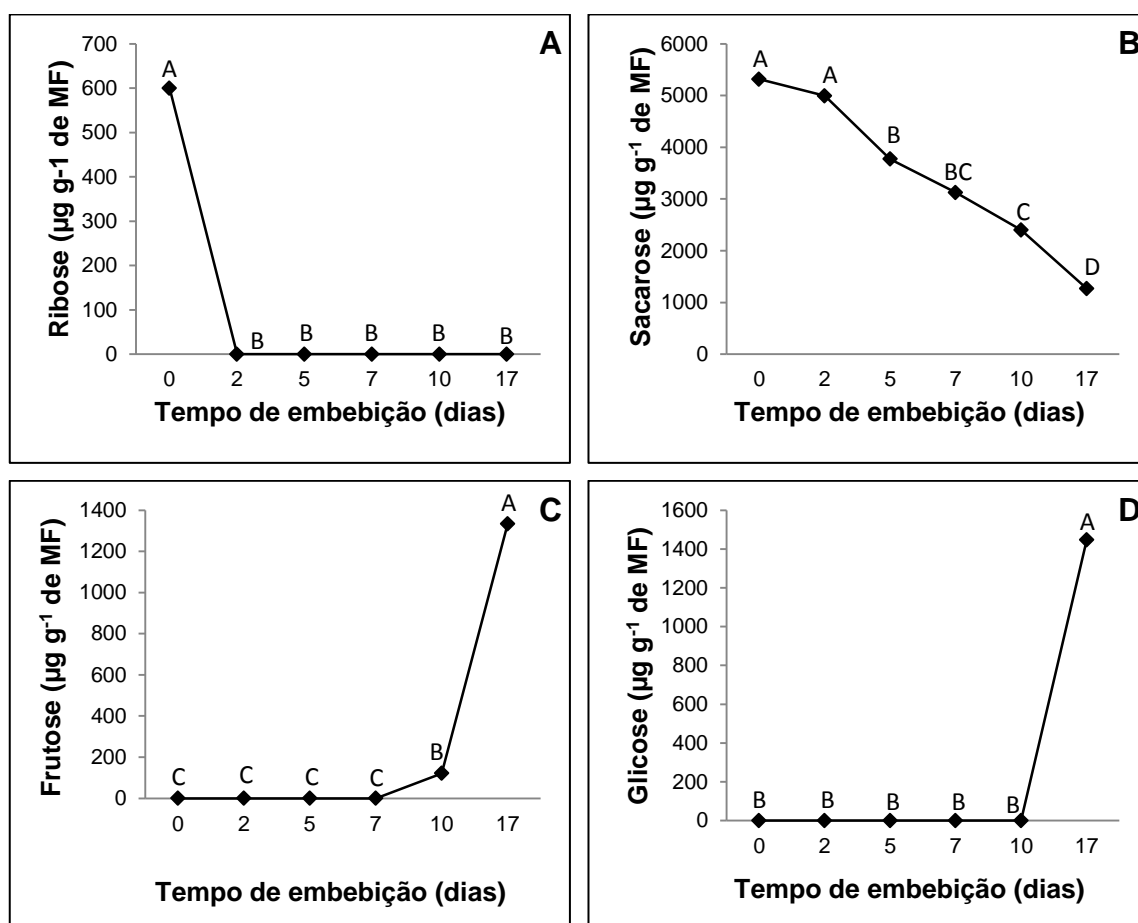 A
Ribose (µg g-1 de MF)
700
600
500
400
300
200
100
0
A
B
B
B
B
B
0 2 5 7 10 17
Tempo de embebição (dias)
B
Sacarose (µg g⁻¹ de MF)
6000
5000
4000
3000
2000
1000
0
A
A
B
BC
C
D
0 2 5 7 10 17
Tempo de embebição (dias)
C
Frutose (µg g⁻¹ de MF)
1400
1200
1000
800
600
400
200
0
C
C
C
C
B
A
0 2 5 7 10 17
Tempo de embebição (dias)
D
Glicose (µg g⁻¹ de MF)
1600
1400
1200
1000
800
600
400
200
0
B
B
B
B
B
A
0 2 5 7 10 17
Tempo de embebição (dias)